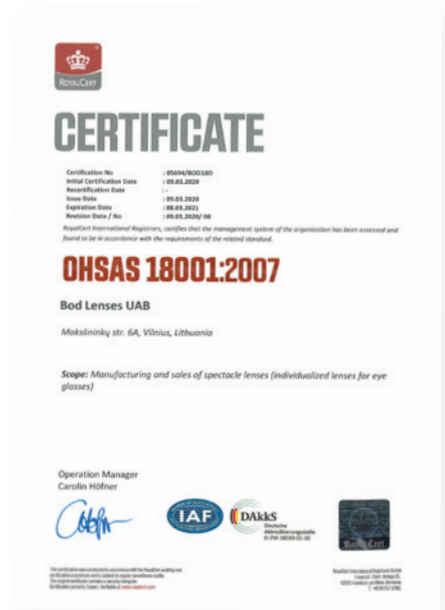 ROYALCERT
CERTIFICATE
Certification No : 05694/BOD18O
Initial Certification Date : 09.03.2020
Recertification Date : -
Issue Date : 09.03.2020
Expiration Date : 08.03.2021
Revision Date / No : 09.03.2020/ 00
RoyalCert International Registrars, certifies that the management system of the organization has been assessed and
found to be in accordance with the requirements of the related standard.
OHSAS 18001:2007
Bod Lenses UAB
Mokslininkų str. 6A, Vilnius, Lithuania
Scope: Manufacturing and sales of spectacle lenses (individualized lenses for eye
glasses)
Operation Manager
Carolin Höfner
IAF
DAkkS
Deutsche
Akkreditierungsstelle
RoyalCert